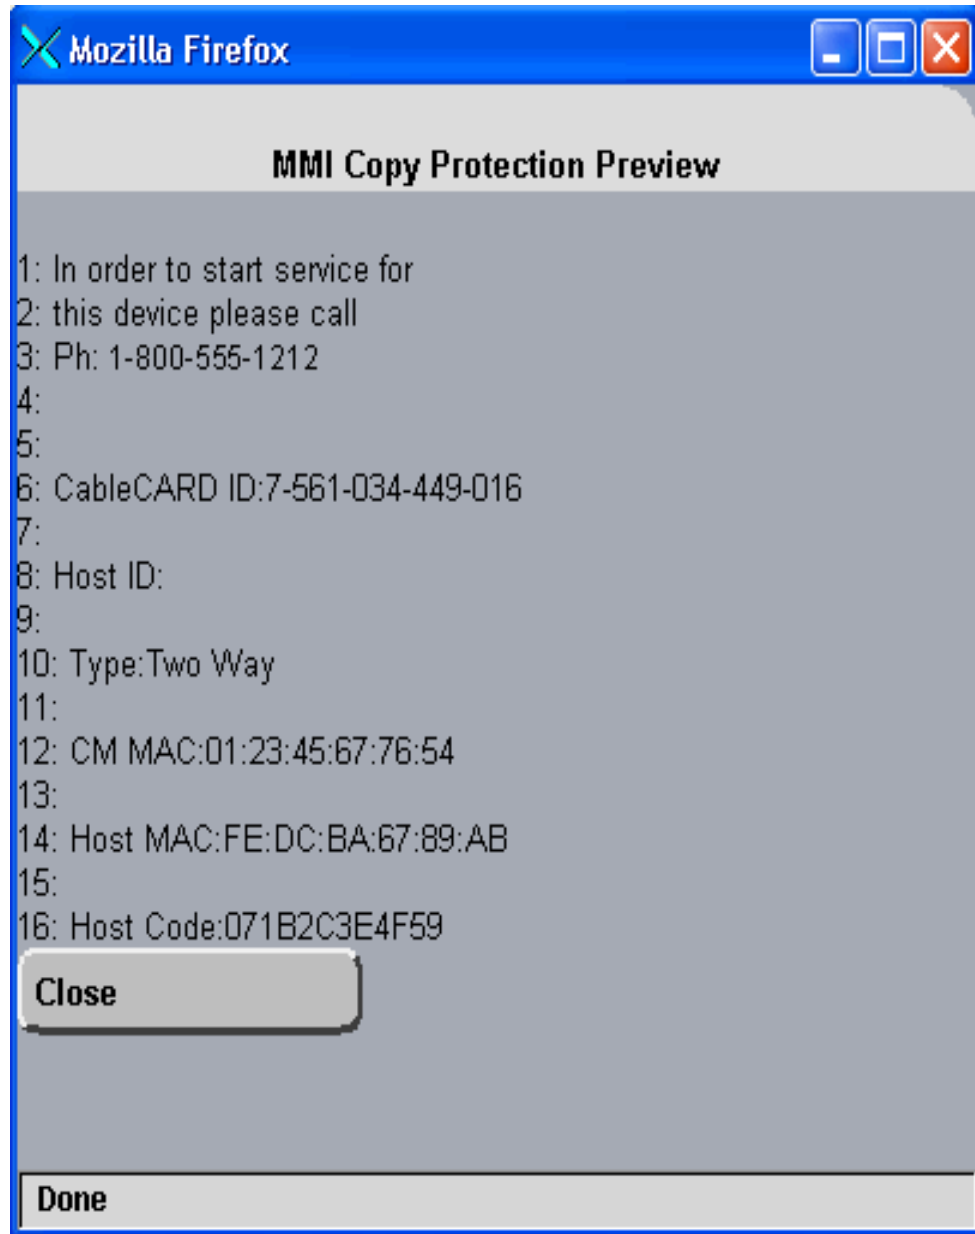 Mozilla Firefox
MMI Copy Protection Preview
1: In order to start service for
2: this device please call
3: Ph: 1-800-555-1212
4:
5:
6: CableCARD ID:7-561-034-449-016
7:
8: Host ID:
9:
10: Type:Two Way
11:
12: CM MAC:01:23:45:67:76:54
13:
14: Host MAC:FE:DC:BA:67:89:AB
15:
16: Host Code:071B2C3E4F59
Close
Done